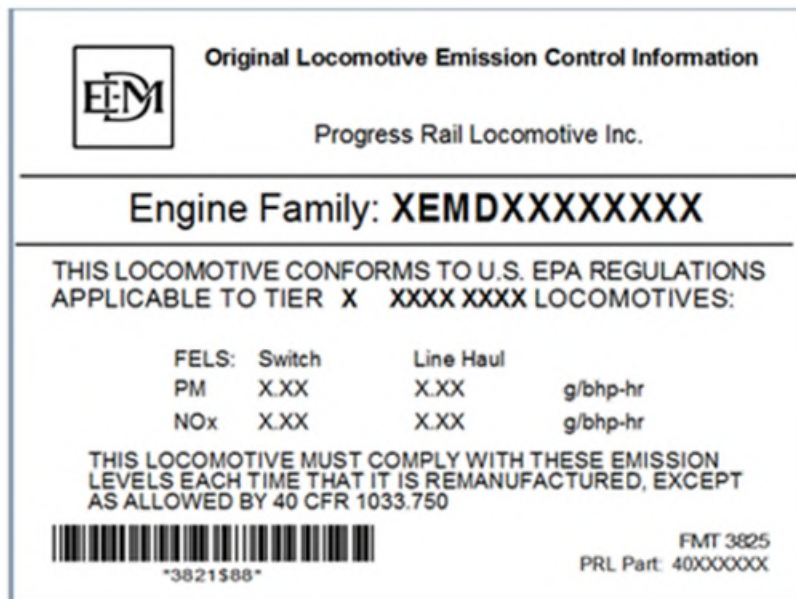 EMD
Original Locomotive Emission Control Information
Progress Rail Locomotive Inc.
Engine Family: XEMDXXXXXXXX
THIS LOCOMOTIVE CONFORMS TO U.S. EPA REGULATIONS
APPLICABLE TO TIER X XXXX XXXX LOCOMOTIVES:
FELS: Switch Line Haul
PM X.XX X.XX g/bhp-hr
NOx X.XX X.XX g/bhp-hr
THIS LOCOMOTIVE MUST COMPLY WITH THESE EMISSION
LEVELS EACH TIME THAT IT IS REMANUFACTURED, EXCEPT
AS ALLOWED BY 40 CFR 1033.750
*3821$88*
FMT 3825
PRL Part: 40XXXXXX